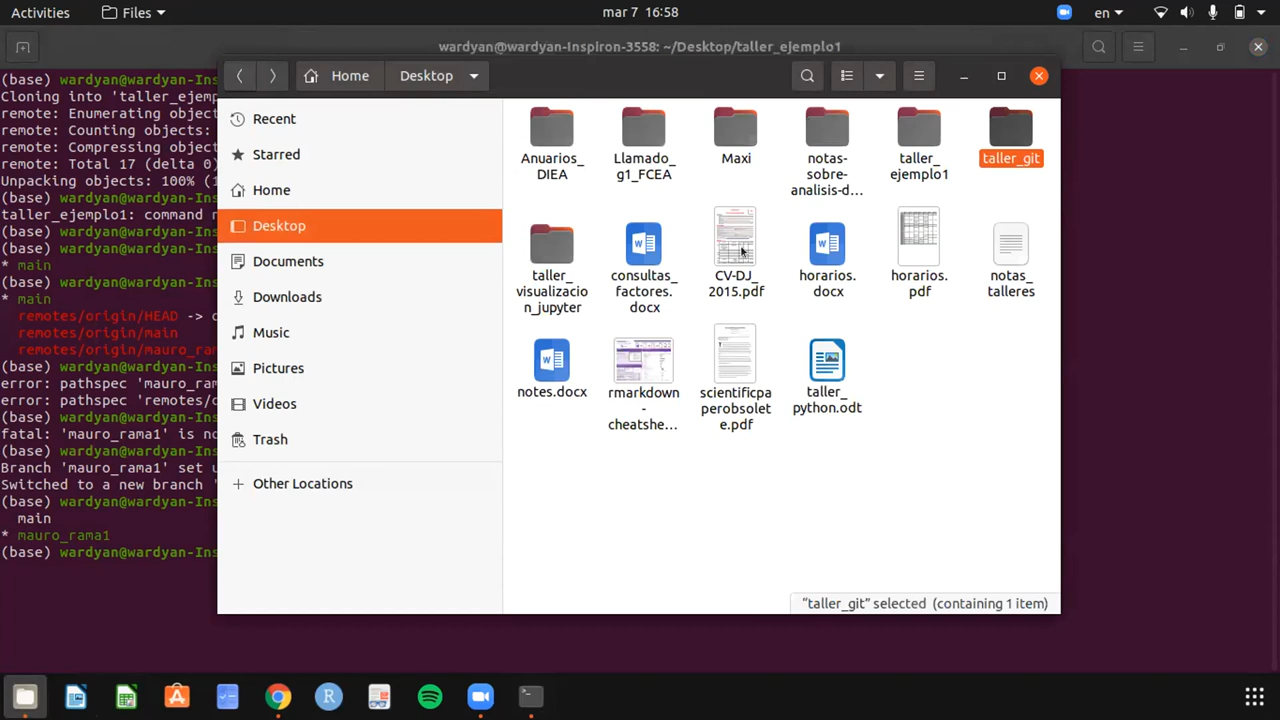 Activities
Files
mar 7 16:58
en
wardyan@wardyan-Inspiron-3558: ~/Desktop/taller_ejemplo1
Home
Desktop
(base) wardyan@wardyan-Insp
Cloning into 'taller_ejemp
remote: Enumerating object
remote: Counting objects:
remote: Compressing object
remote: Total 17 (delta 0)
Unpacking objects: 100% (1
(base) wardyan@wardyan-Ins
taller_ejemplo1: command n
(base) wardyan@wardyan-Ins
(base) wardyan@wardyan-Ins
* main
* main
remotes/origin/HEAD -> o
remotes/origin/main
remotes/origin/mauro_ram
(base) wardyan@wardyan-Ins
error: pathspec 'mauro_ram
error: pathspec 'remotes/o
(base) wardyan@wardyan-Ins
fatal: 'mauro_rama1' is no
(base) wardyan@wardyan-Ins
Branch 'mauro_rama1' set u
Switched to a new branch '
(base) wardyan@wardyan-Ins
main
* mauro_rama1
(base) wardyan@wardyan-Ins
Recent
Starred
Home
Desktop
Documents
Downloads
Music
Pictures
Videos
Trash
Other Locations
Anuarios_
DIEA
Llamado_
g1_FCEA
Maxi
notas-
sobre-
analisis-d...
taller_
ejemplo1
taller_git
taller_
visualizacio
n_jupyter
consultas_
factores.
docx
CV-DJ_
2015.pdf
horarios.
docx
horarios.
pdf
notas_
talleres
notes.docx
rmarkdown
-
cheatshe...
scientificpa
perobsolet
e.pdf
taller_
python.odt
"taller_git" selected (containing 1 item)